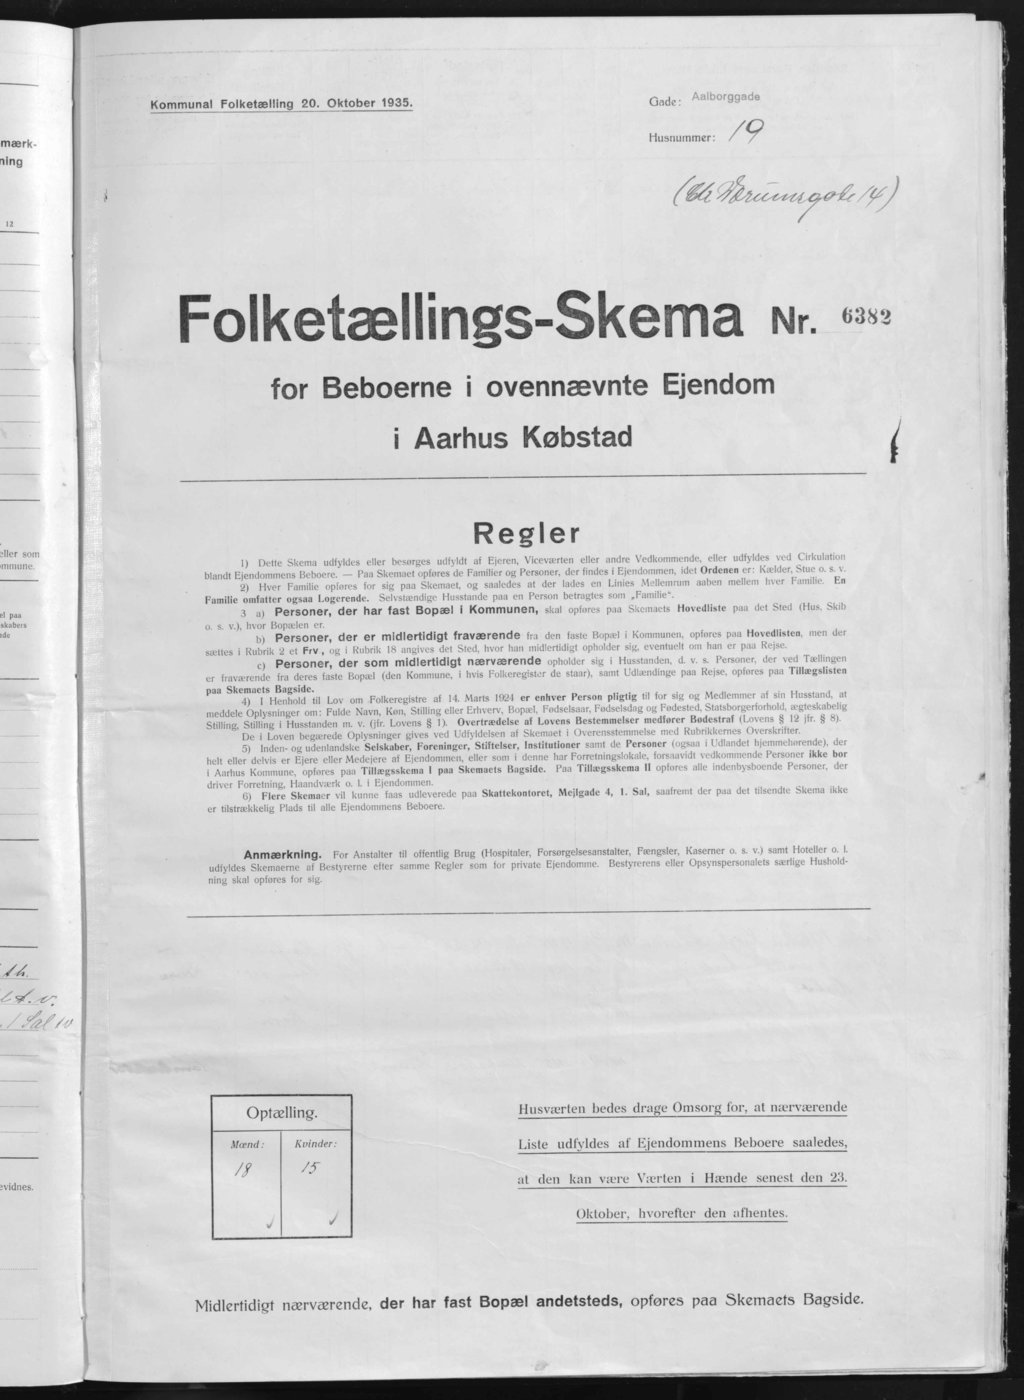 mærk-
ning
12
eller som
ommune.
el paa
skabers
ede
th.
t. v.
1 Sal tv
evidnes.
Kommunal Folketælling 20. Oktober 1935.
Gade: Aalborggade
Husnummer: 19
14)
Folketællings-Skema Nr. 6382
for Beboerne i ovennævnte Ejendom
i Aarhus Købstad
Regler
1) Dette Skema udfyldes eller besørges udfyldt af Ejeren, Viceværten eller andre Vedkommende, eller udfyldes ved Cirkulation
blandt Ejendommens Beboere. — Paa Skemaet opføres de Familier og Personer, der findes i Ejendommen, idet Ordenen er: Kælder, Stue o. s. v.
2) Hver Familie opføres for sig paa Skemaet, og saaledes at der lades en Linies Mellemrum aaben mellem hver Familie. En
Familie omfatter ogsaa Logerende. Selvstændige Husstande paa en Person betragtes som „Familie“.
3 a) Personer, der har fast Bopæl i Kommunen, skal opføres paa Skemaets Hovedliste paa det Sted (Hus, Skib
o. s. v.), hvor Bopælen er.
b) Personer, der er midlertidigt fraværende fra den faste Bopæl i Kommunen, opføres paa Hovedlisten, men der
sættes i Rubrik 2 et Frv, og i Rubrik 18 angives det Sted, hvor han midlertidigt opholder sig, eventuelt om han er paa Rejse.
c) Personer, der som midlertidigt nærværende opholder sig i Husstanden, d. v. s. Personer, der ved Tællingen
er fraværende fra deres faste Bopæl (den Kommune, i hvis Folkeregister de staar), samt Udlændinge paa Rejse, opføres paa Tillægslisten
paa Skemaets Bagside.
4) I Henhold til Lov om Folkeregistre af 14. Marts 1924 er enhver Person pligtig til for sig og Medlemmer af sin Husstand, at
meddele Oplysninger om: Fulde Navn, Køn, Stilling eller Erhverv, Bopæl, Fødselsaar, Fødselsdag og Fødested, Statsborgerforhold, ægteskabelig
Stilling, Stilling i Husstanden m. v. (jfr. Lovens § 1). Overtrædelse af Lovens Bestemmelser medfører Bødestraf (Lovens § 12 jfr. § 8).
De i Loven begærede Oplysninger gives ved Udfyldelsen af Skemaet i Overensstemmelse med Rubrikkernes Overskrifter.
5) Inden- og udenlandske Selskaber, Foreninger, Stiftelser, Institutioner samt de Personer (ogsaa i Udlandet hjemmehørende), der
helt eller delvis er Ejere eller Medejere af Ejendommen, eller som i denne har Forretningslokale, forsaavidt vedkommende Personer ikke bor
i Aarhus Kommune, opføres paa Tillægsskema I paa Skemaets Bagside. Paa Tillægsskema II opføres alle indenbysboende Personer, der
driver Forretning, Haandværk o. l. i Ejendommen.
6) Flere Skemaer vil kunne faas udleverede paa Skattekontoret, Mejlgade 4, 1. Sal, saafremt der paa det tilsendte Skema ikke
er tilstrækkelig Plads til alle Ejendommens Beboere.
Anmærkning. For Anstalter til offentlig Brug (Hospitaler, Forsørgelsesanstalter, Fængsler, Kaserner o. s. v.) samt Hoteller o. l.
udfyldes Skemaerne af Bestyrerne efter samme Regler som for private Ejendomme. Bestyrerens eller Opsynspersonalets særlige Hushold-
ning skal opføres for sig.
Optælling.
Mænd: Kvinder:
18 15
Husværten bedes drage Omsorg for, at nærværende
Liste udfyldes af Ejendommens Beboere saaledes,
at den kan være Værten i Hænde senest den 23.
Oktober, hvorefter den afhentes.
Midlertidigt nærværende, der har fast Bopæl andetsteds, opføres paa Skemaets Bagside.